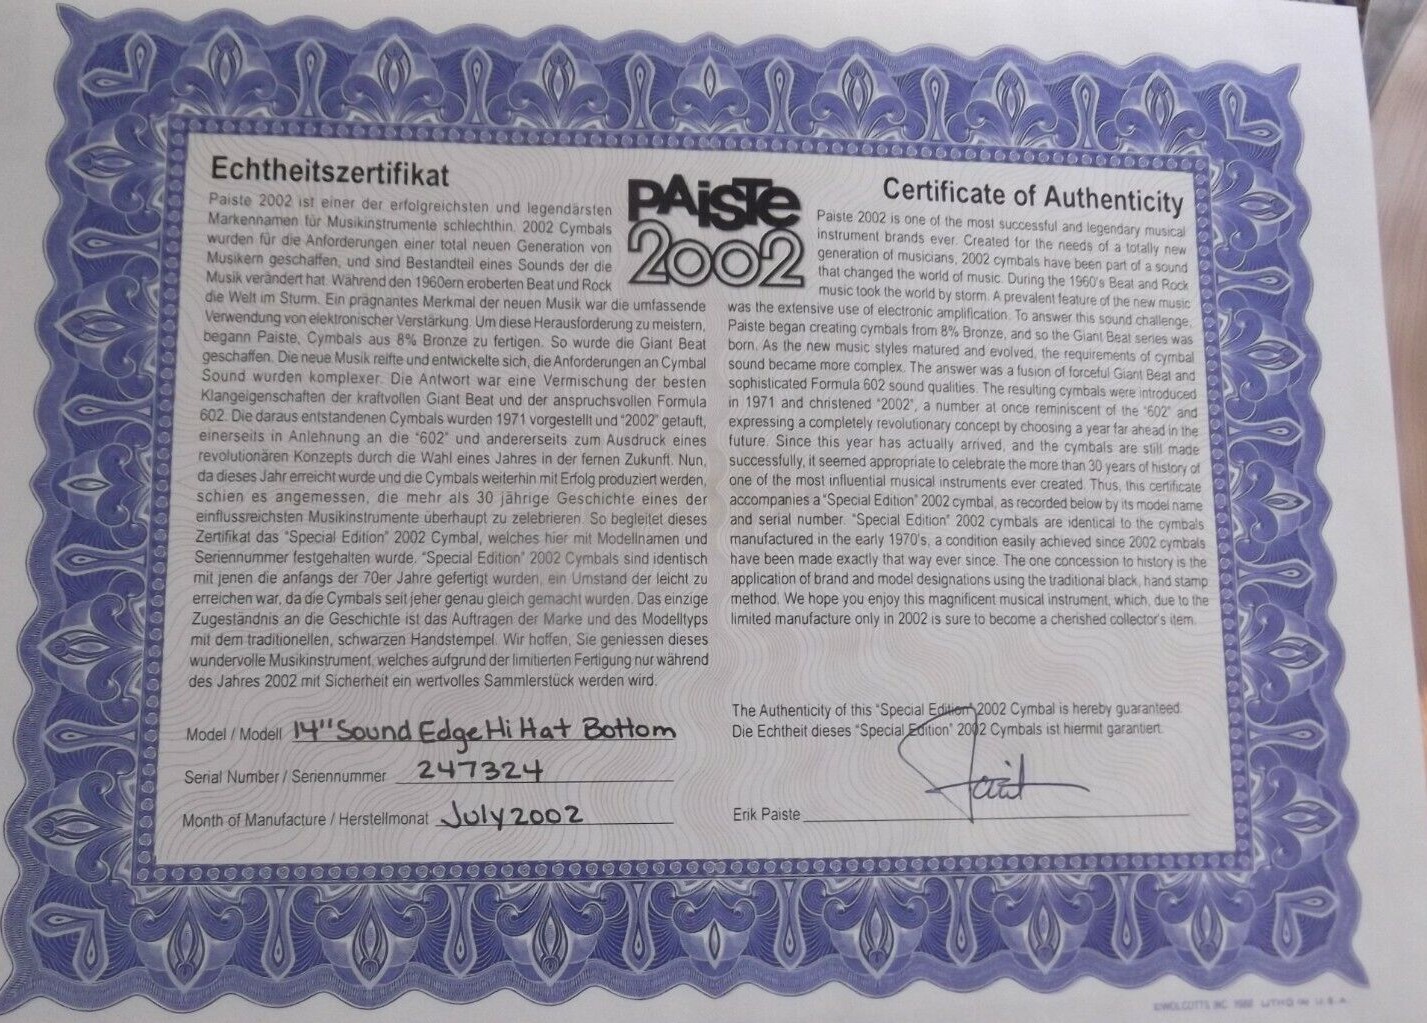 Echtheitszertifikat
Paiste 2002 ist einer der erfolgreichsten und legendärsten
Markennamen für Musikinstrumente schlechthin. 2002 Cymbals
wurden für die Anforderungen einer total neuen Generation von
Musikern geschaffen, und sind Bestandteil eines Sounds der die
Musik verändert hat. Während den 1960ern eroberten Beat und Rock
die Welt im Sturm. Ein prägnantes Merkmal der neuen Musik war die umfassende
Verwendung von elektronischer Verstärkung. Um diese Herausforderung zu meistern,
begann Paiste, Cymbals aus 8% Bronze zu fertigen. So wurde die Giant Beat
geschaffen. Die neue Musik reifte und entwickelte sich, die Anforderungen an Cymbal
Sound wurden komplexer. Die Antwort war eine Vermischung der besten
Klangeigenschaften der kraftvollen Giant Beat und der anspruchsvollen Formula
602. Die daraus entstandenen Cymbals wurden 1971 vorgestellt und "2002" getauft,
einerseits in Anlehnung an die "602" und andererseits zum Ausdruck eines
revolutionären Konzepts durch die Wahl eines Jahres in der fernen Zukunft. Nun,
da dieses Jahr erreicht wurde und die Cymbals weiterhin mit Erfolg produziert werden,
schien es angemessen, die mehr als 30 jährige Geschichte eines der
einflussreichsten Musikinstrumente überhaupt zu zelebrieren. So begleitet dieses
Zertifikat das "Special Edition" 2002 Cymbal, welches hier mit Modellnamen und
Seriennummer festgehalten wurde. "Special Edition" 2002 Cymbals sind identisch
mit jenen die anfangs der 70er Jahre gefertigt wurden, ein Umstand der leicht zu
erreichen war, da die Cymbals seit jeher genau gleich gemacht wurden. Das einzige
Zugeständnis an die Geschichte ist das Auftragen der Marke und des Modelltyps
mit dem traditionellen, schwarzen Handstempel. Wir hoffen, Sie geniessen dieses
wundervolle Musikinstrument, welches aufgrund der limitierten Fertigung nur während
des Jahres 2002 mit Sicherheit ein wertvolles Sammlerstück werden wird.
PAiSTe
2002
Certificate of Authenticity
Paiste 2002 is one of the most successful and legendary musical
instrument brands ever. Created for the needs of a totally new
generation of musicians, 2002 cymbals have been part of a sound
that changed the world of music. During the 1960's Beat and Rock
music took the world by storm. A prevalent feature of the new music
was the extensive use of electronic amplification. To answer this sound challenge,
Paiste began creating cymbals from 8% Bronze, and so the Giant Beat series was
born. As the new music styles matured and evolved, the requirements of cymbal
sound became more complex. The answer was a fusion of forceful Giant Beat and
sophisticated Formula 602 sound qualities. The resulting cymbals were introduced
in 1971 and christened "2002", a number at once reminiscent of the "602" and
expressing a completely revolutionary concept by choosing a year far ahead in the
future. Since this year has actually arrived, and the cymbals are still made
successfully, it seemed appropriate to celebrate the more than 30 years of history of
one of the most influential musical instruments ever created. Thus, this certificate
accompanies a "Special Edition" 2002 cymbal, as recorded below by its model name
and serial number. "Special Edition" 2002 cymbals are identical to the cymbals
manufactured in the early 1970's, a condition easily achieved since 2002 cymbals
have been made exactly that way ever since. The one concession to history is the
application of brand and model designations using the traditional black, hand stamp
method. We hope you enjoy this magnificent musical instrument, which, due to the
limited manufacture only in 2002 is sure to become a cherished collector's item.
Model / Modell 14" Sound Edge Hi Hat Bottom
Serial Number / Seriennummer 247324
Month of Manufacture / Herstellmonat July 2002
The Authenticity of this "Special Edition" 2002 Cymbal is hereby guaranteed.
Die Echtheit dieses "Special Edition" 2002 Cymbals ist hiermit garantiert.
Erik Paiste
©WOLCOTTS INC. LITHO IN U.S.A.